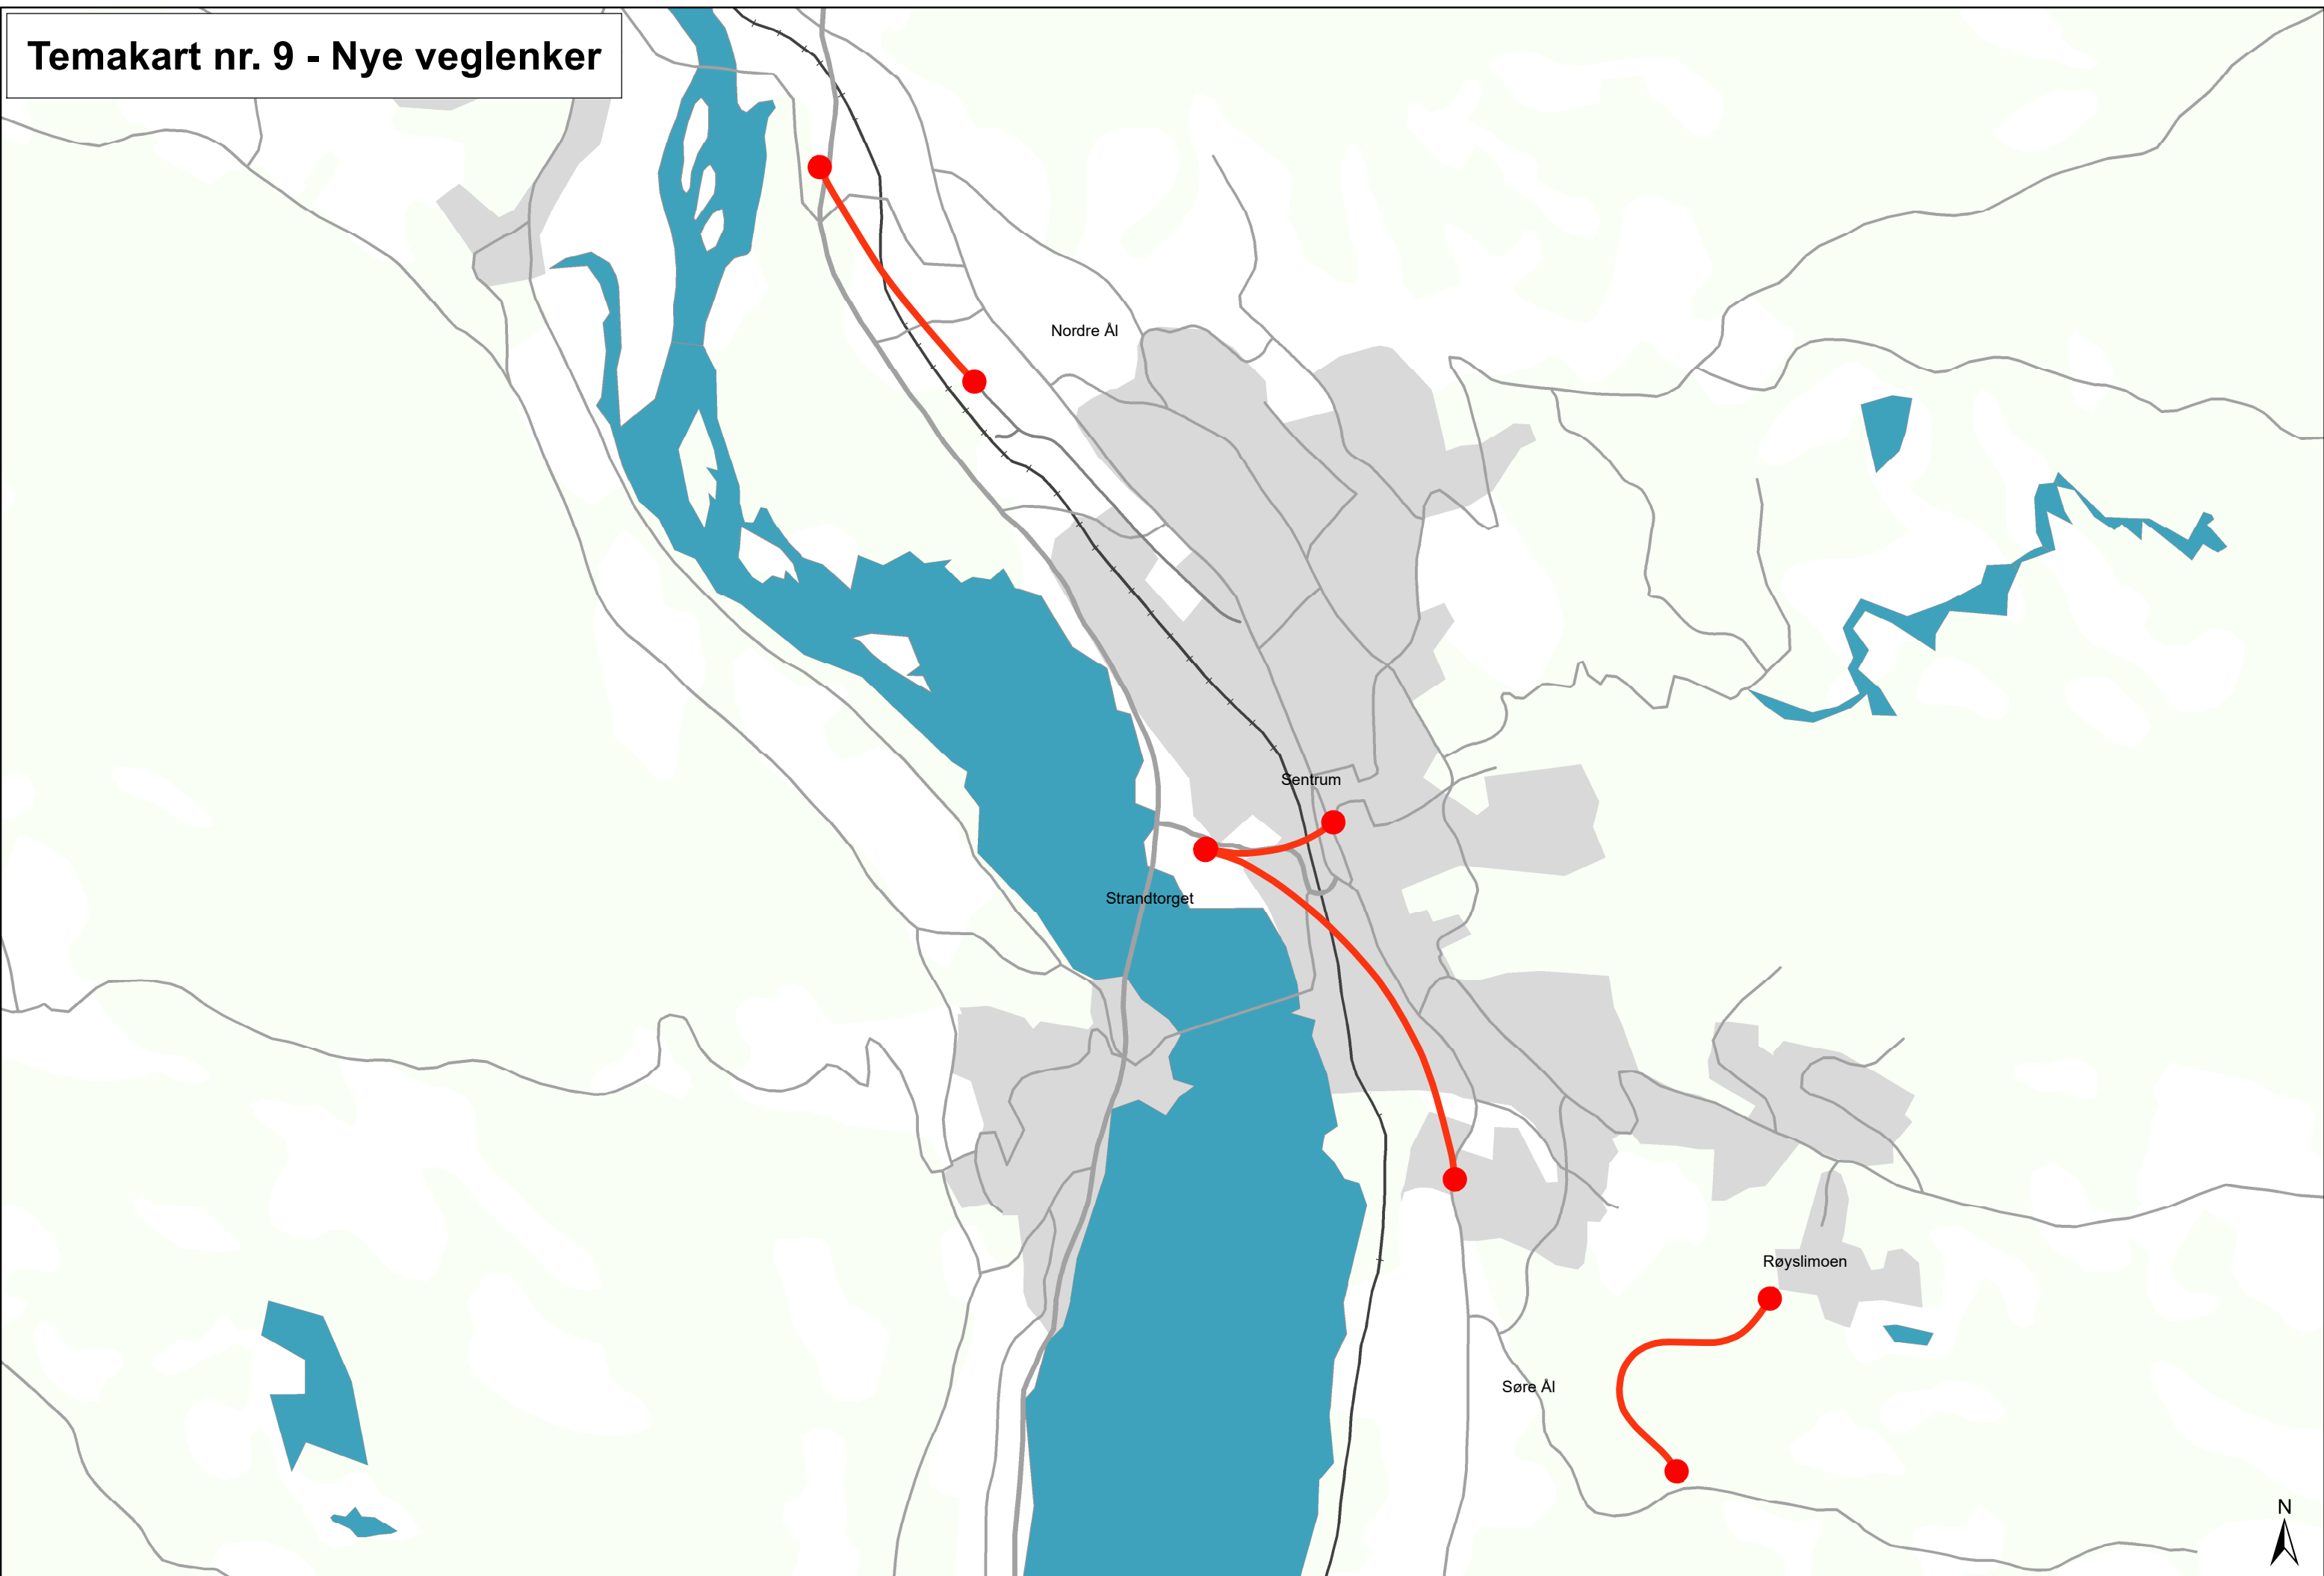 Temakart nr. 9 - Nye veglenker
Nordre Ål
Sentrum
Strandtorget
Røyslimoen
Søre Ål
N